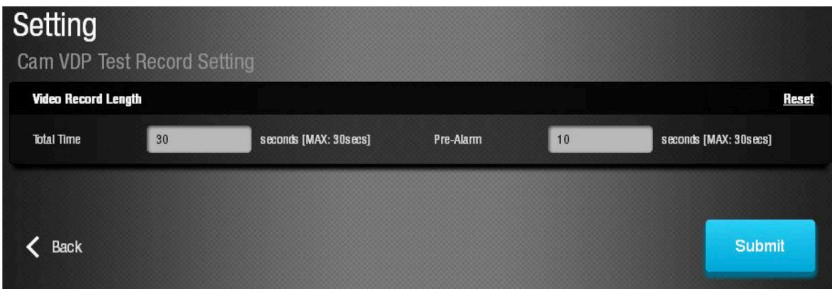 Setting
Cam VDP Test Record Setting
Video Record Length Reset
Total Time 30 seconds [MAX: 30secs] Pre-Alarm 10 seconds [MAX: 30secs]
Back Submit